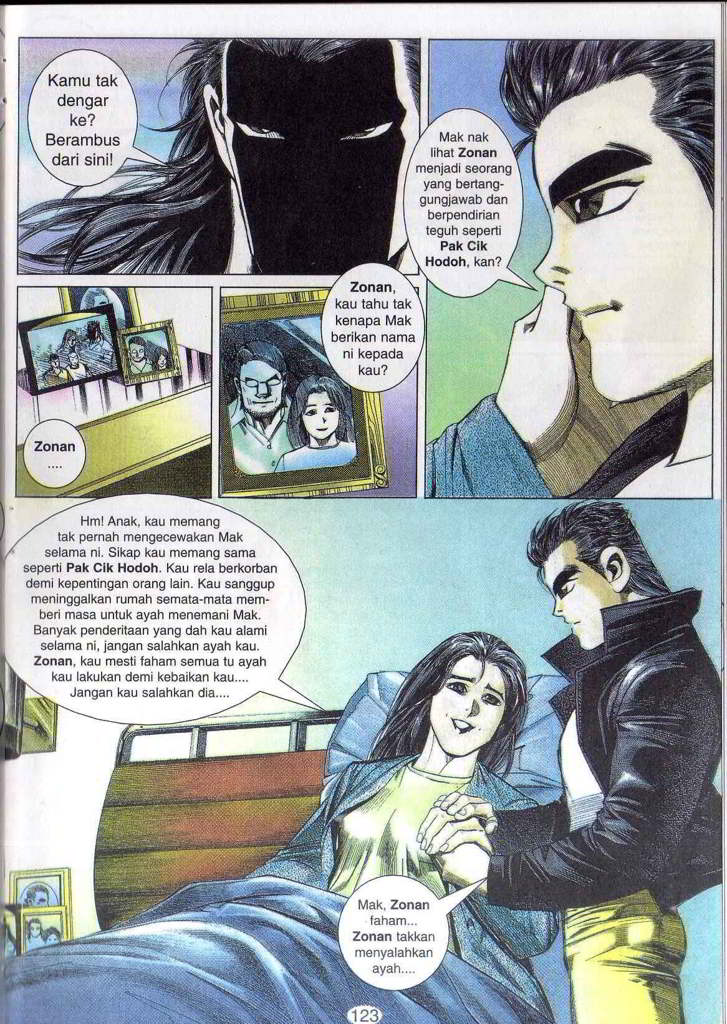 Kamu tak
dengar
ke?
Berambus
dari sini!
Mak nak
lihat Zonan
menjadi seorang
yang bertang-
gungjawab dan
berpendirian
teguh seperti
Pak Cik
Hodoh, kan?
Zonan
....
Zonan,
kau tahu tak
kenapa Mak
berikan nama
ni kepada
kau?
Hm! Anak, kau memang
tak pernah mengecewakan Mak
selama ni. Sikap kau memang sama
seperti Pak Cik Hodoh. Kau rela berkorban
demi kepentingan orang lain. Kau sanggup
meninggalkan rumah semata-mata mem-
beri masa untuk ayah menemani Mak.
Banyak penderitaan yang dah kau alami
selama ni, jangan salahkan ayah kau.
Zonan, kau mesti faham semua tu ayah
kau lakukan demi kebaikan kau....
Jangan kau salahkan dia....
Mak, Zonan
faham...
Zonan takkan
menyalahkan
ayah....
123